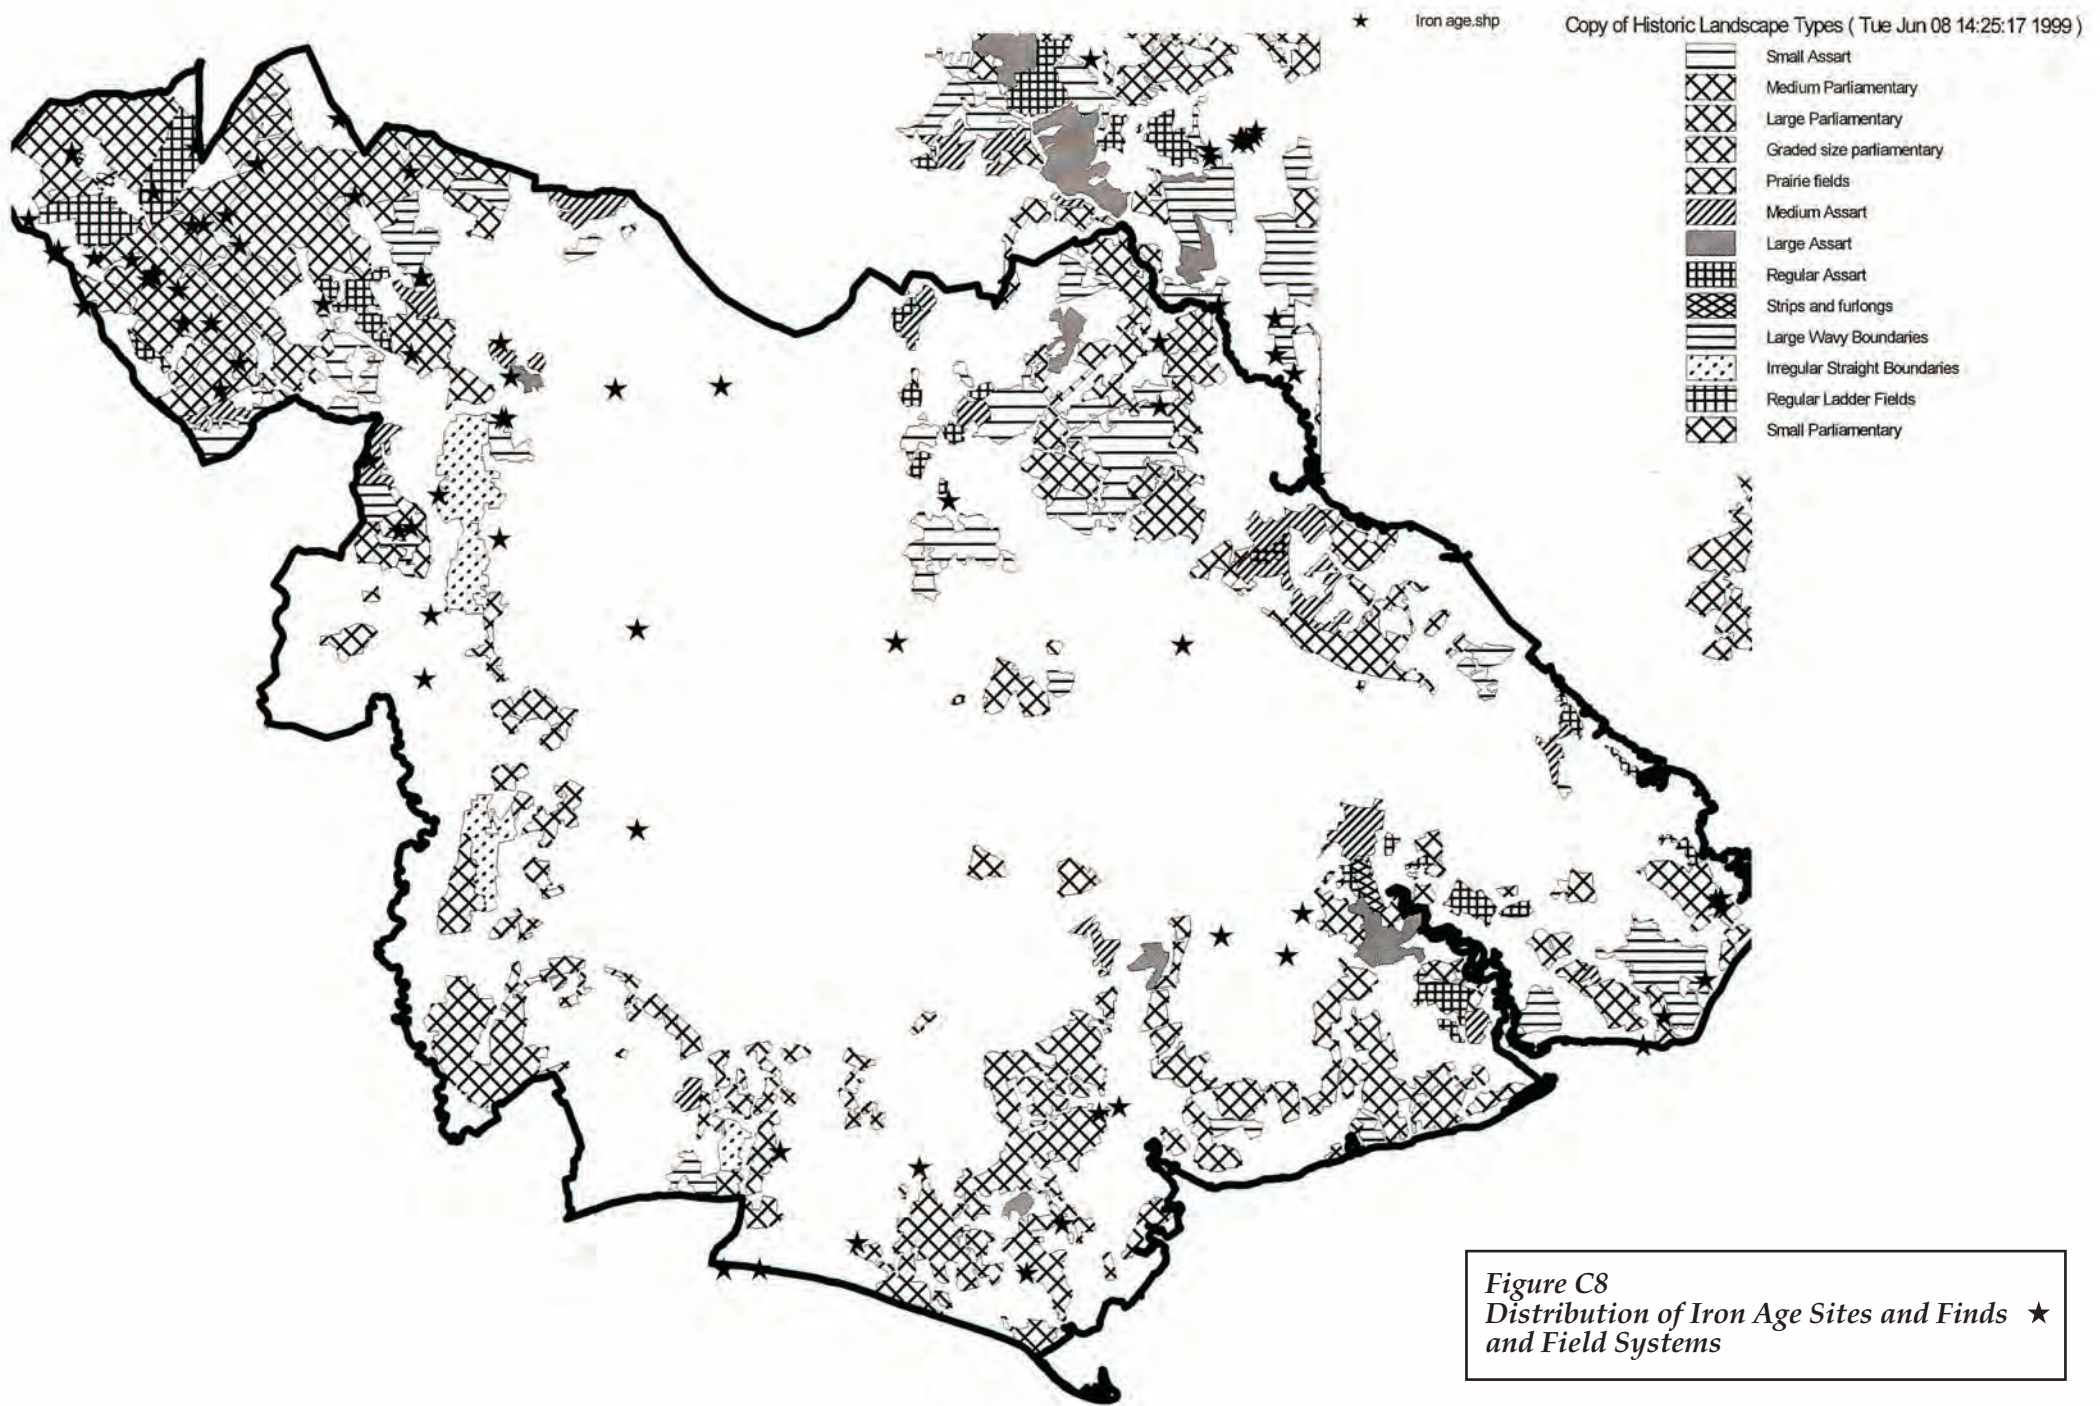 Iron age.shp
Copy of Historic Landscape Types ( Tue Jun 08 14:25:17 1999 )
Small Assart
Medium Parliamentary
Large Parliamentary
Graded size parliamentary
Prairie fields
Medium Assart
Large Assart
Regular Assart
Strips and furlongs
Large Wavy Boundaries
Irregular Straight Boundaries
Regular Ladder Fields
Small Parliamentary
Figure C8
Distribution of Iron Age Sites and Finds ★
and Field Systems